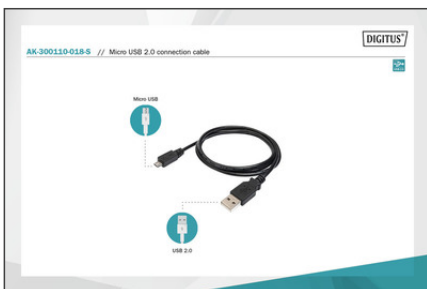 DIGITUS®
AK-300110-018-S // Micro USB 2.0 connection cable
Micro USB
USB 2.0